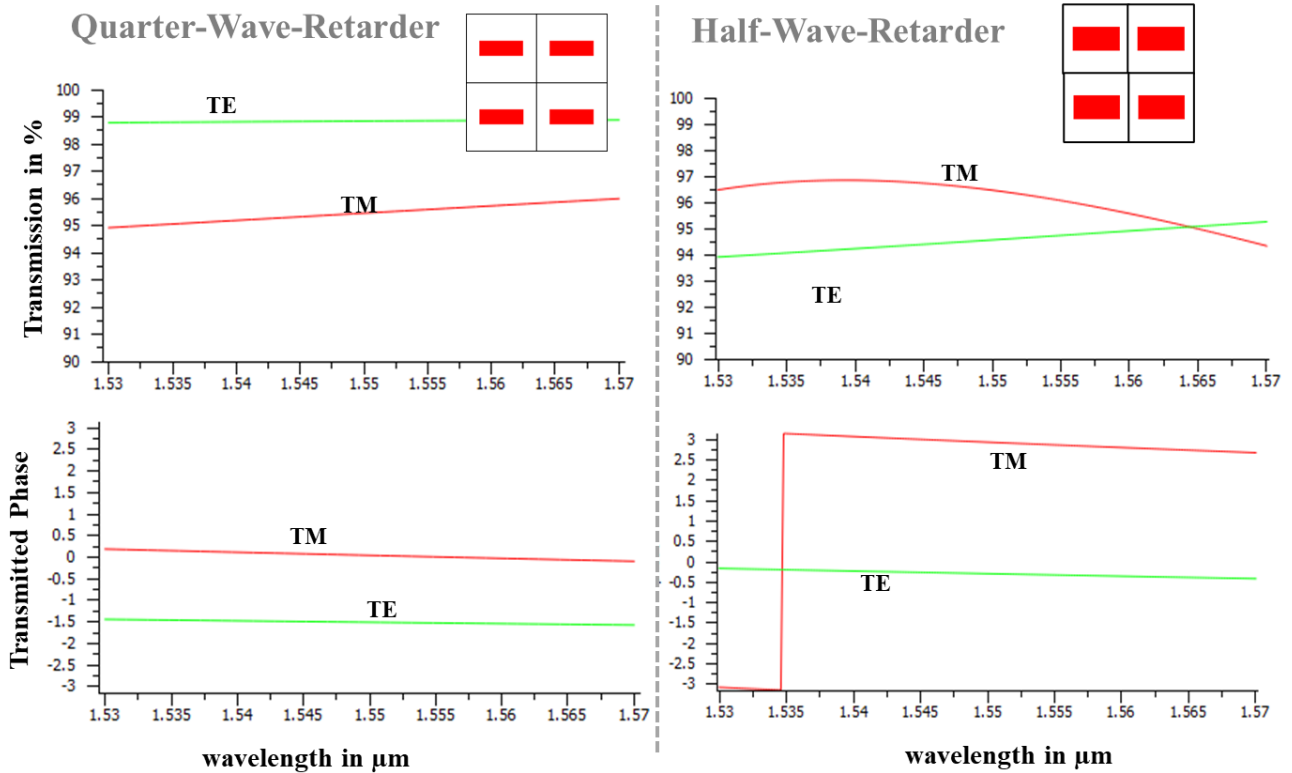 Quarter-Wave-Retarder
Transmission in %
100
99
98
97
96
95
94
93
92
91
90
TE
TM
1.53 1.535 1.54 1.545 1.55 1.555 1.56 1.565 1.57
Transmitted Phase
3
2.5
2
1.5
1
0.5
0
-0.5
-1
-1.5
-2
-2.5
-3
TM
TE
1.53 1.535 1.54 1.545 1.55 1.555 1.56 1.565 1.57
wavelength in µm
Half-Wave-Retarder
100
99
98
97
96
95
94
93
92
91
90
TM
TE
1.53 1.535 1.54 1.545 1.55 1.555 1.56 1.565 1.57
3
2.5
2
1.5
1
0.5
0
-0.5
-1
-1.5
-2
-2.5
-3
TM
TE
1.53 1.535 1.54 1.545 1.55 1.555 1.56 1.565 1.57
wavelength in µm